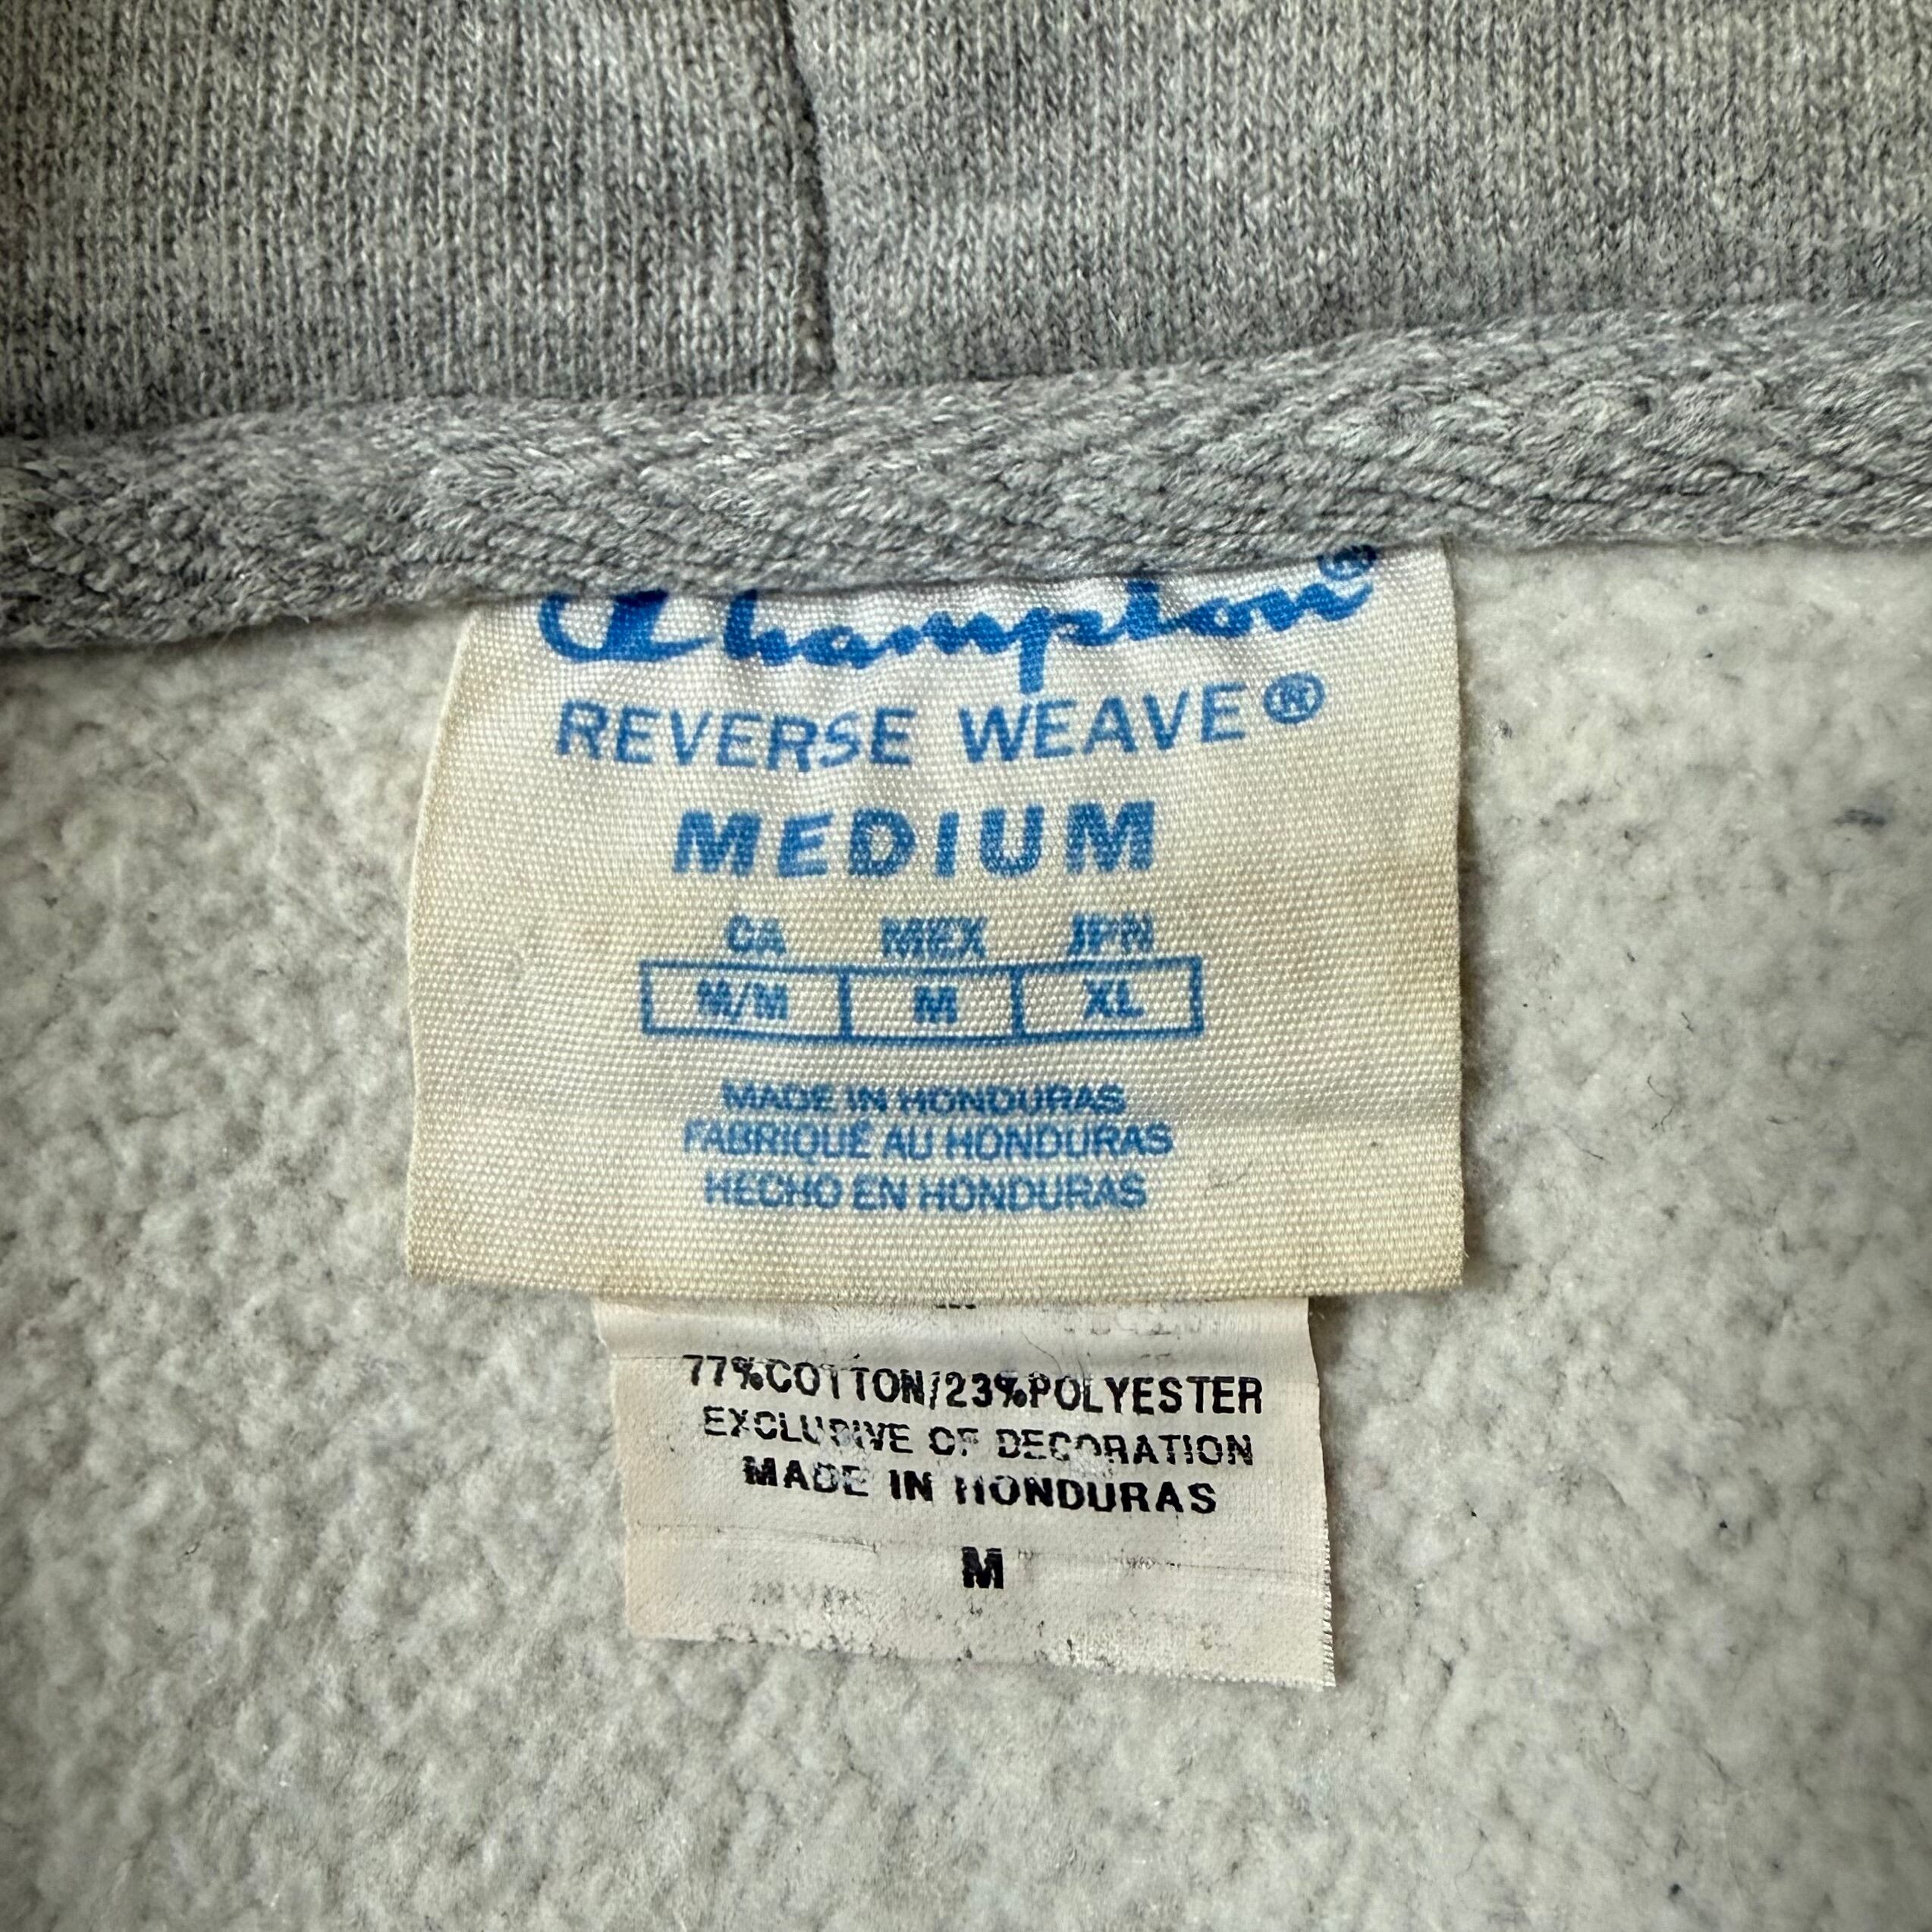 Champion®
REVERSE WEAVE®
MEDIUM
CA MEX JPN
M/M M XL
MADE IN HONDURAS
FABRIQUÉ AU HONDURAS
HECHO EN HONDURAS
77%COTTON/23%POLYESTER
EXCLUSIVE OF DECORATION
MADE IN HONDURAS
M